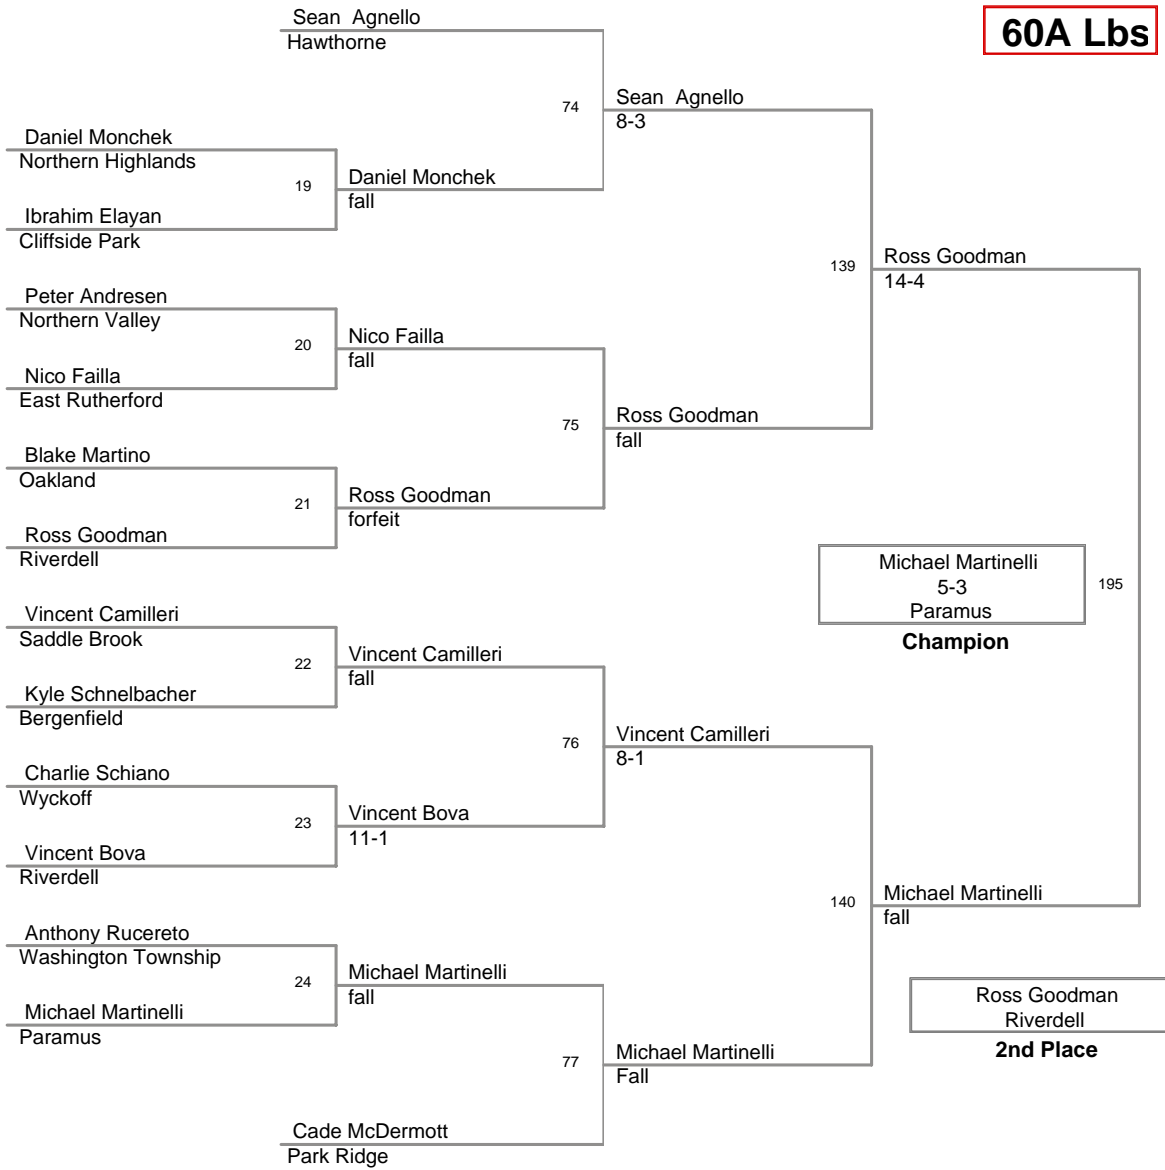 Sean Agnello
Hawthorne
60A Lbs
74
Sean Agnello
8-3
Daniel Monchek
Northern Highlands
19
Daniel Monchek
fall
Ibrahim Elayan
Cliffside Park
139
Ross Goodman
14-4
Peter Andresen
Northern Valley
20
Nico Failla
fall
Nico Failla
East Rutherford
75
Ross Goodman
fall
Blake Martino
Oakland
21
Ross Goodman
forfeit
Ross Goodman
Riverdell
Michael Martinelli
5-3
Paramus
Champion
195
Vincent Camilleri
Saddle Brook
22
Vincent Camilleri
fall
Kyle Schnelbacher
Bergenfield
76
Vincent Camilleri
8-1
Charlie Schiano
Wyckoff
23
Vincent Bova
11-1
Vincent Bova
Riverdell
140
Michael Martinelli
fall
Anthony Rucereto
Washington Township
24
Michael Martinelli
fall
Michael Martinelli
Paramus
Ross Goodman
Riverdell
2nd Place
77
Michael Martinelli
Fall
Cade McDermott
Park Ridge